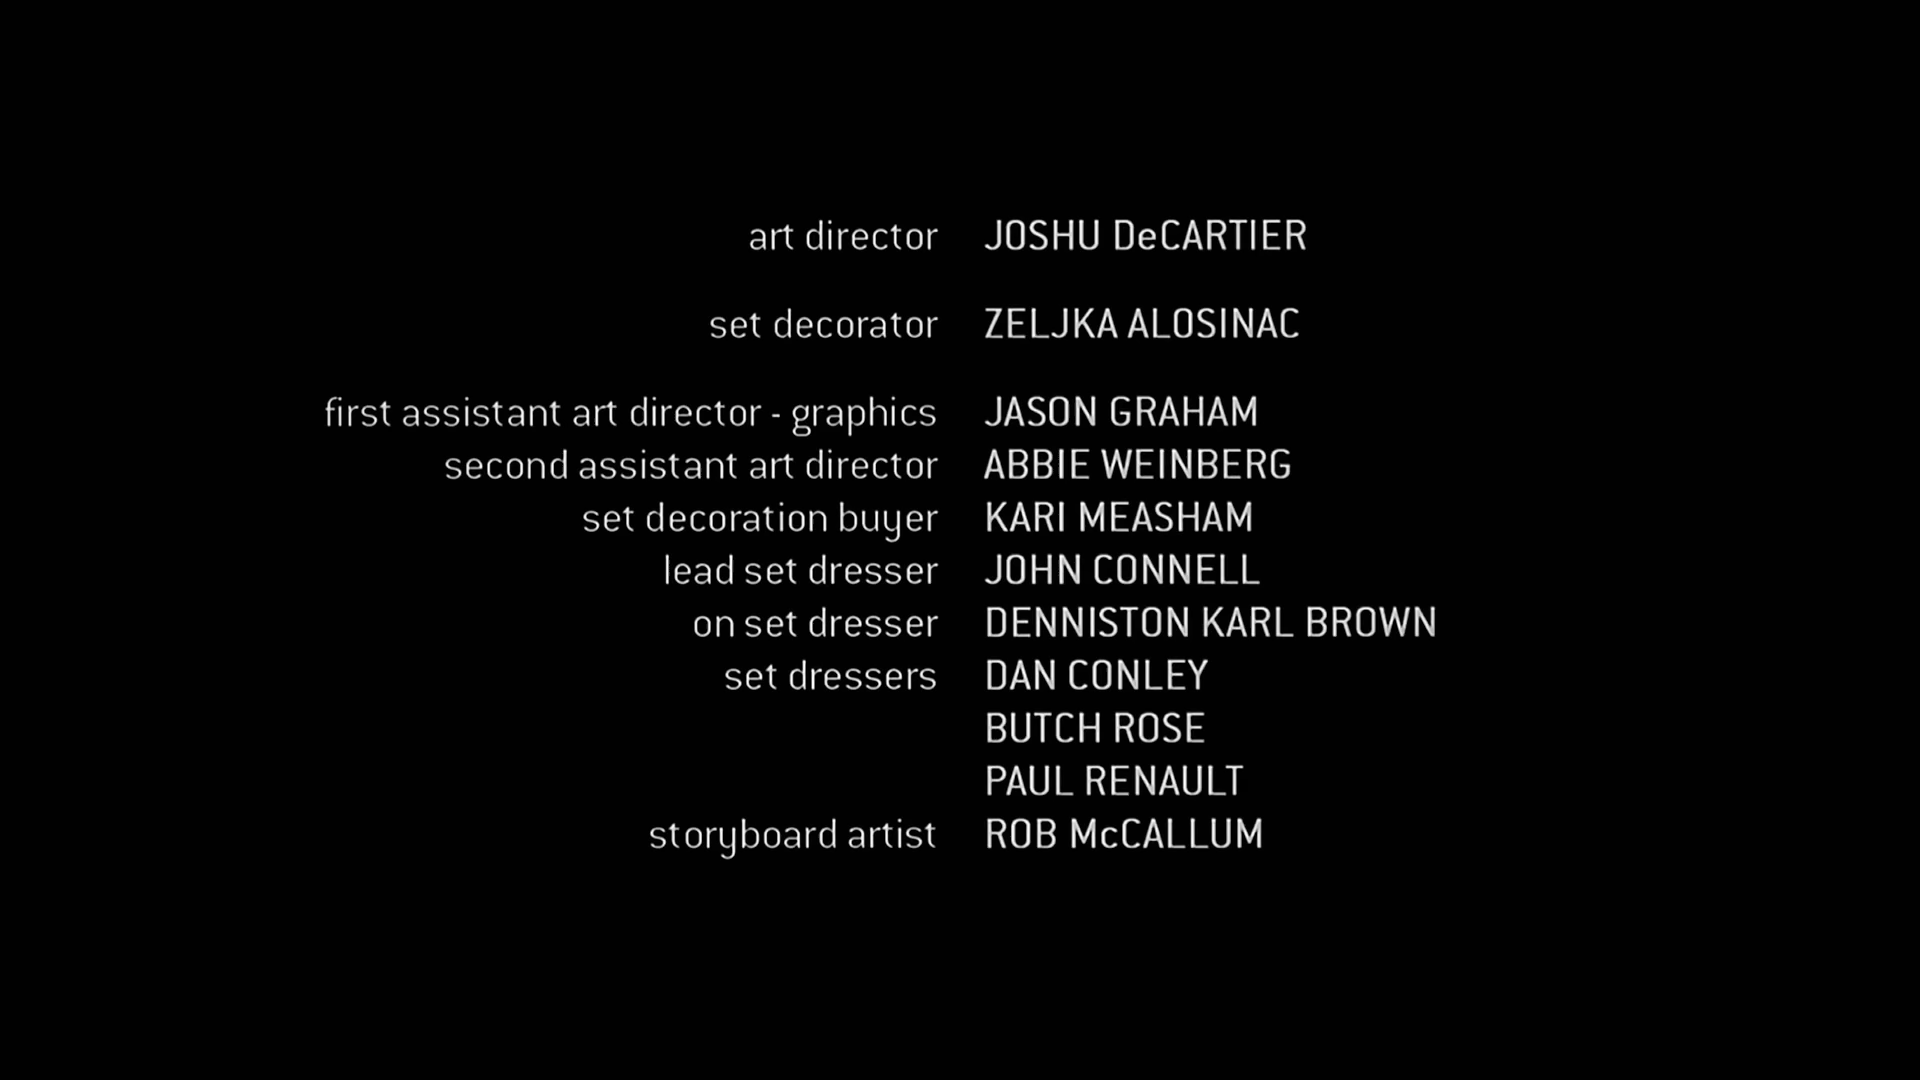 art director JOSHU DeCARTIER
set decorator ZELJKA ALOSINAC
first assistant art director - graphics JASON GRAHAM
second assistant art director ABBIE WEINBERG
set decoration buyer KARI MEASHAM
lead set dresser JOHN CONNELL
on set dresser DENNISTON KARL BROWN
set dressers DAN CONLEY
BUTCH ROSE
PAUL RENAULT
storyboard artist ROB McCALLUM